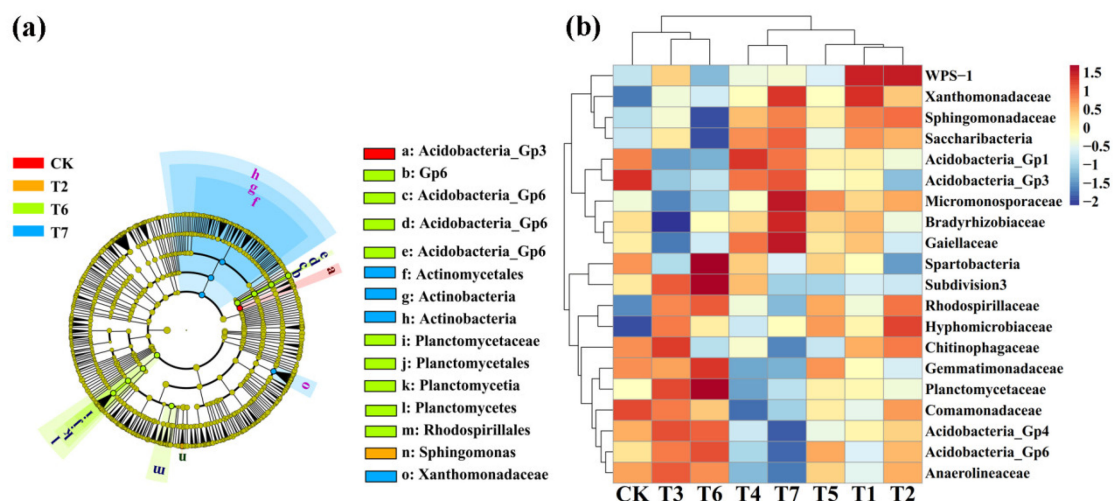 (a)
CK
T2
T6
T7
h
g
f
e
d
c
b
a
o
n
m
l
k
j
i
a: Acidobacteria_Gp3
b: Gp6
c: Acidobacteria_Gp6
d: Acidobacteria_Gp6
e: Acidobacteria_Gp6
f: Actinomycetales
g: Actinobacteria
h: Actinobacteria
i: Planctomycetaceae
j: Planctomycetales
k: Planctomycetia
l: Planctomycetes
m: Rhodospirillales
n: Sphingomonas
o: Xanthomonadaceae
(b)
WPS-1
Xanthomonadaceae
Sphingomonadaceae
Saccharibacteria
Acidobacteria_Gp1
Acidobacteria_Gp3
Micromonosporaceae
Bradyrhizobiaceae
Gaiellaceae
Spartobacteria
Subdivision3
Rhodospirillaceae
Hyphomicrobiaceae
Chitinophagaceae
Gemmatimonadaceae
Planctomycetaceae
Comamonadaceae
Acidobacteria_Gp4
Acidobacteria_Gp6
Anaerolineaceae
CK T3 T6 T4 T7 T5 T1 T2
1.5
1
0.5
0
−0.5
−1
−1.5
−2